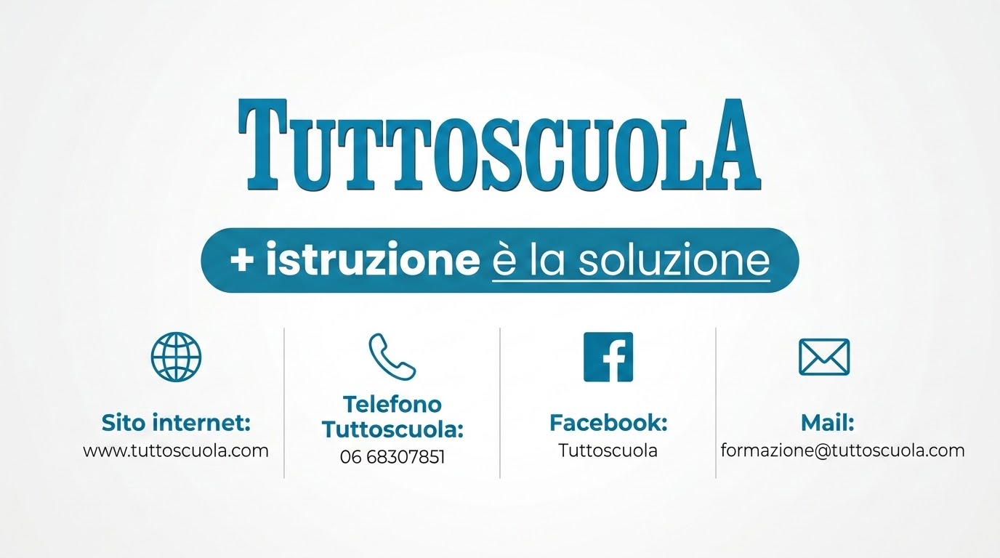 TUTTOSCUOLA
+ istruzione è la soluzione
Sito internet:
www.tuttoscuola.com
Telefono
Tuttoscuola:
06 68307851
Facebook:
Tuttoscuola
Mail:
formazione@tuttoscuola.com